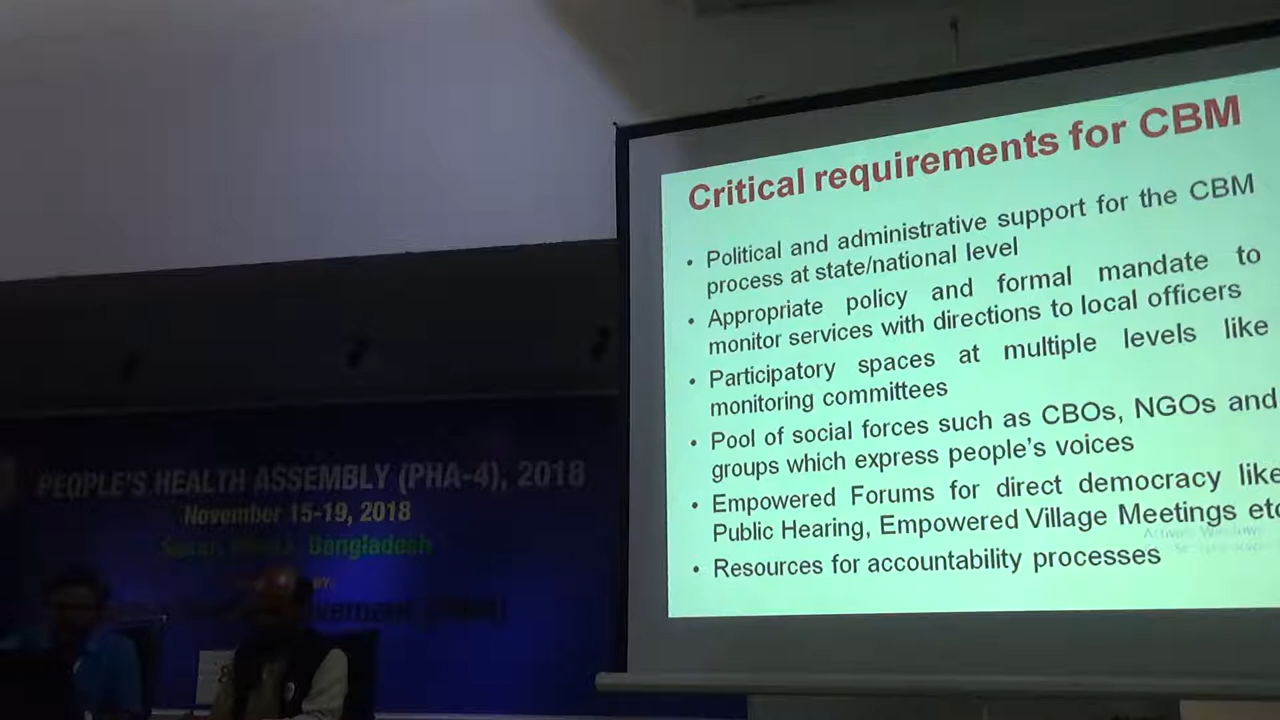 Critical requirements for CBM
• Political and administrative support for the CBM
process at state/national level
• Appropriate policy and formal mandate to
monitor services with directions to local officers
• Participatory spaces at multiple levels like
monitoring committees
• Pool of social forces such as CBOs, NGOs and
groups which express people's voices
• Empowered Forums for direct democracy like
Public Hearing, Empowered Village Meetings etc
• Resources for accountability processes
PEOPLE'S HEALTH ASSEMBLY (PHA-4), 2018
November 15-19, 2018
Bangladesh
BY